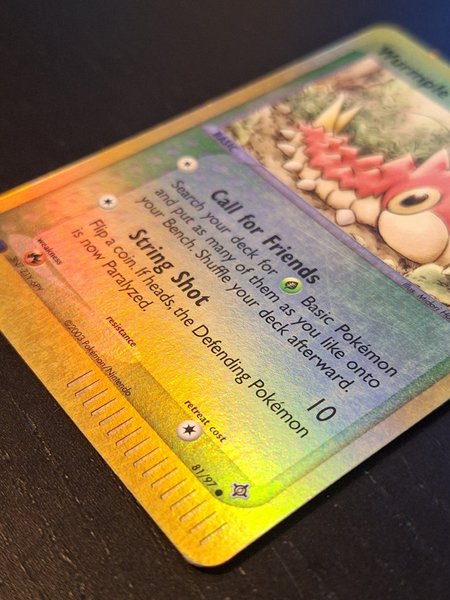 Wurmple
BASIC
Call for Friends
Search your deck for Basic Pokémon
and put as many of them as you like onto
your Bench. Shuffle your deck afterward.
String Shot 10
Flip a coin. If heads, the Defending Pokémon
is now Paralyzed.
weakness
resistance
retreat cost
©2003 Pokémon/Nintendo
81/97